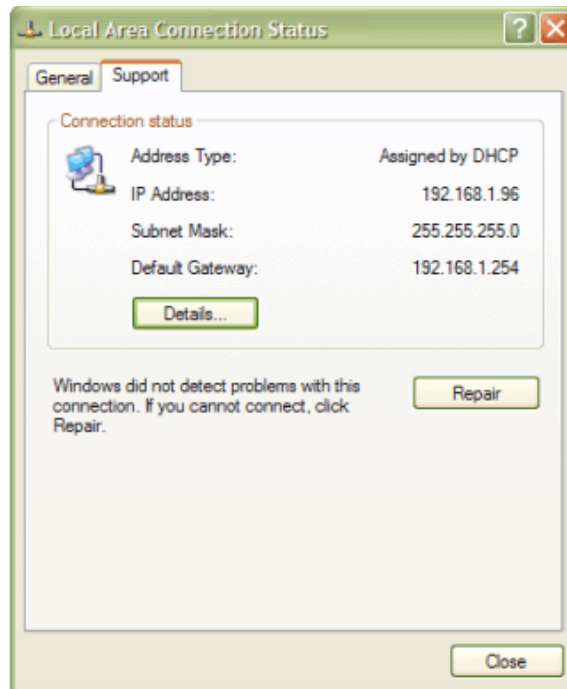 Local Area Connection Status
General Support
Connection status
Address Type: Assigned by DHCP
IP Address: 192.168.1.96
Subnet Mask: 255.255.255.0
Default Gateway: 192.168.1.254
Details...
Windows did not detect problems with this
connection. If you cannot connect, click
Repair.
Repair
Close